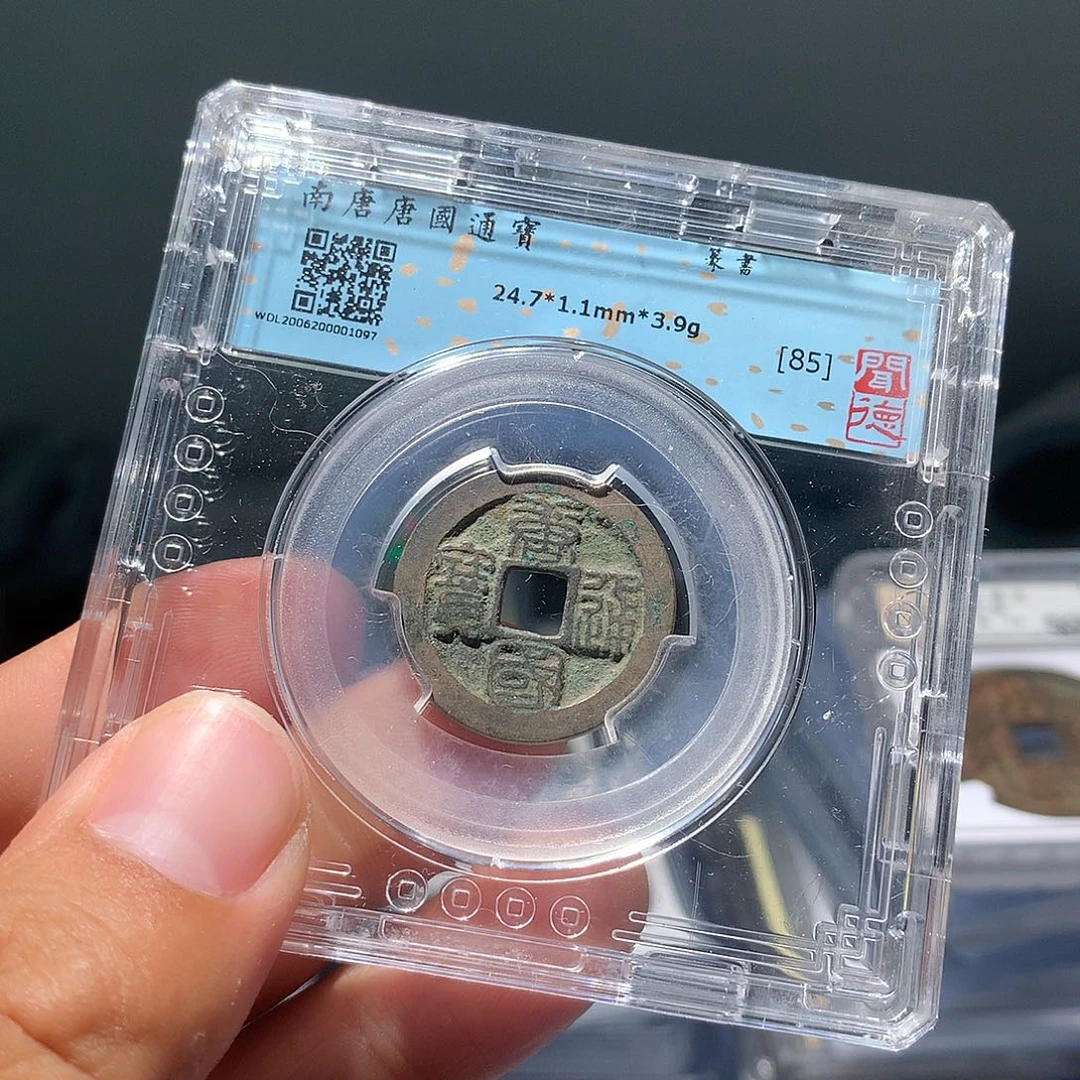 南唐唐國通寶
篆書
24.7*1.1mm*3.9g
WDL2006200001097
[85]
聞德
唐國通寶